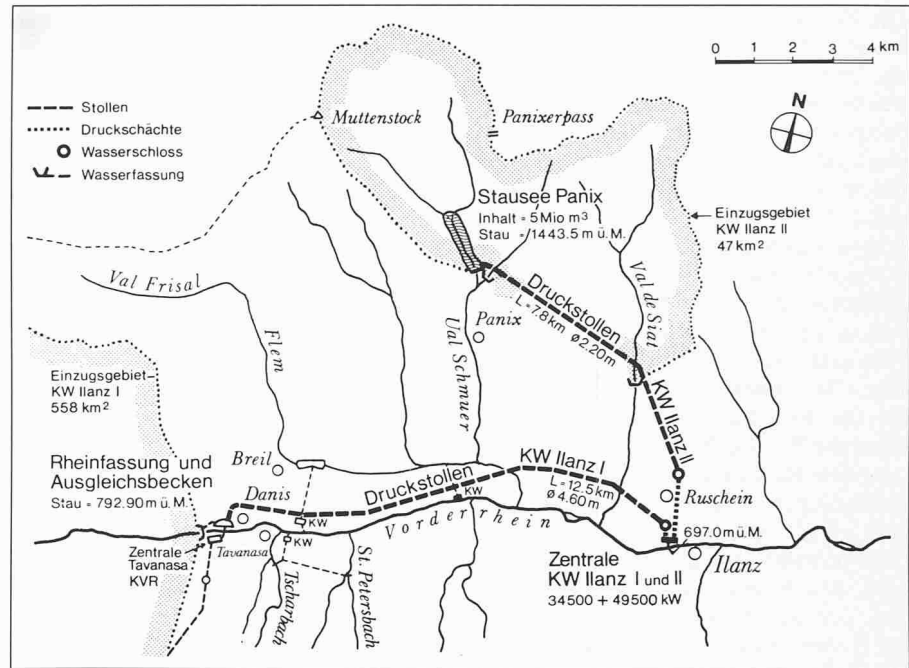 0 1 2 3 4 km
N
Stollen
Druckschächte
Wasserschloss
Wasserfassung
Muttenstock
Panixerpass
Stausee Panix
Inhalt = 5 Mio m³
Stau = 1443.5 m ü. M.
Einzugsgebiet
KW Ilanz II
47 km²
Val Frisal
Flem
Panix
Ual Schmuer
Druckstollen
L = 7.8 km Ø 2.20 m
Val de Siat
KW Ilanz II
Einzugsgebiet
KW Ilanz I
558 km²
Rheinfassung und
Ausgleichsbecken
Stau = 792.90 m ü. M.
Breil
Danis
Druckstollen
KW Ilanz I
L = 12.5 km
Ø 4.60 m
Ruschein
KW
KW
KW
Vorderrhein
697.0 m ü. M.
Ilanz
Zentrale
Tavanasa
KVR
Tavanasa
Tscharbach
St. Petersbach
Zentrale
KW Ilanz I und II
34500 + 49500 kW